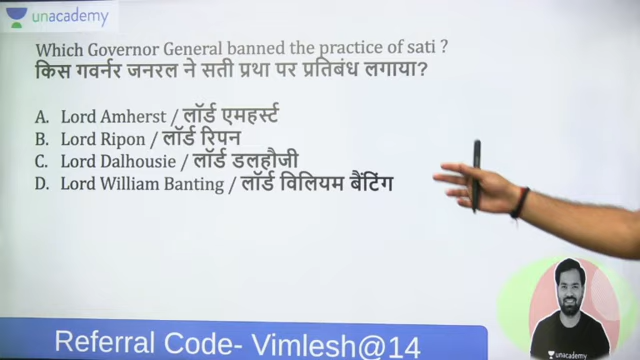 unacademy
Which Governor General banned the practice of sati ?
किस गवर्नर जनरल ने सती प्रथा पर प्रतिबंध लगाया?
A. Lord Amherst / लॉर्ड एमहर्स्ट
B. Lord Ripon / लॉर्ड रिपन
C. Lord Dalhousie / लॉर्ड डलहौजी
D. Lord William Banting / लॉर्ड विलियम बैंटिंग
unacademy
Referral Code- Vimlesh@14